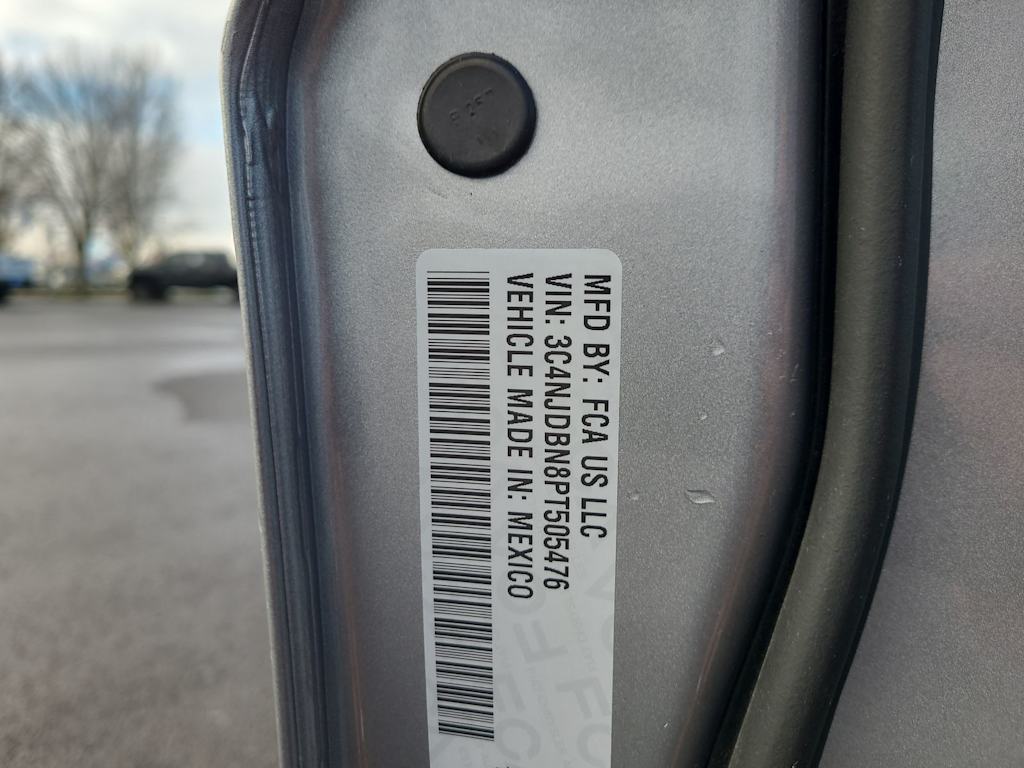 MFD BY: FCA US LLC
VIN: 3C4NJDBN8PT505476
VEHICLE MADE IN: MEXICO